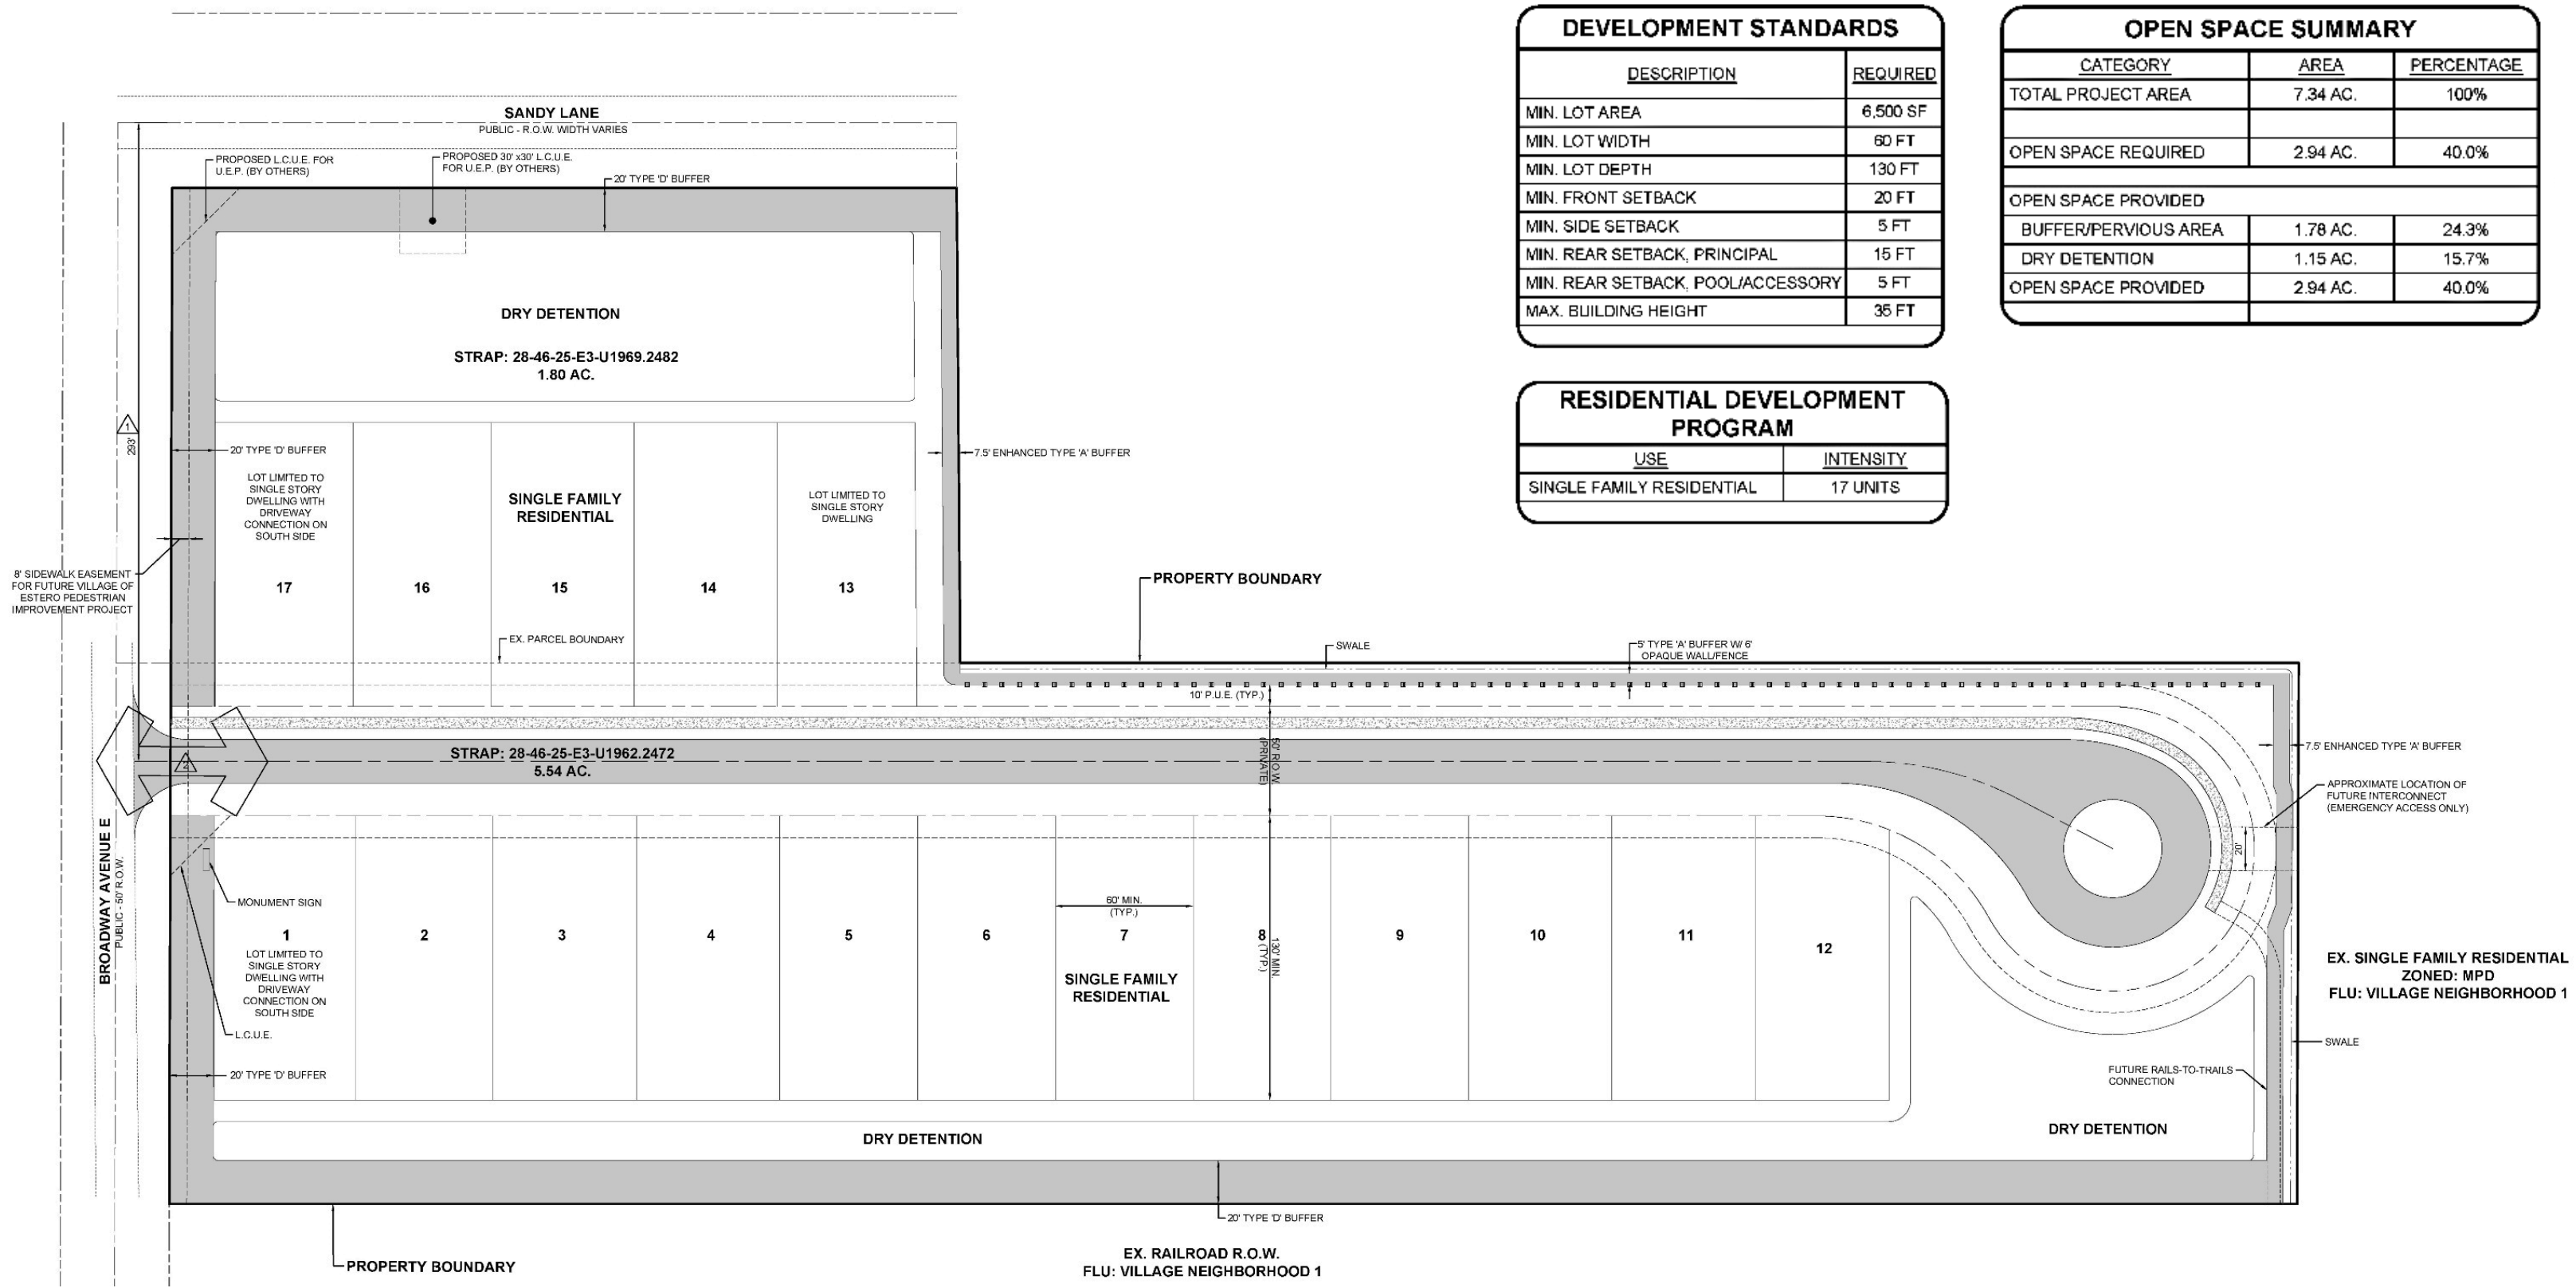 DEVELOPMENT STANDARDS
DESCRIPTION REQUIRED
MIN. LOT AREA 6,500 SF
MIN. LOT WIDTH 60 FT
MIN. LOT DEPTH 130 FT
MIN. FRONT SETBACK 20 FT
MIN. SIDE SETBACK 5 FT
MIN. REAR SETBACK, PRINCIPAL 15 FT
MIN. REAR SETBACK, POOL/ACCESSORY 5 FT
MAX. BUILDING HEIGHT 35 FT
OPEN SPACE SUMMARY
CATEGORY AREA PERCENTAGE
TOTAL PROJECT AREA 7.34 AC. 100%
OPEN SPACE REQUIRED 2.94 AC. 40.0%
OPEN SPACE PROVIDED
BUFFER/PERVIOUS AREA 1.78 AC. 24.3%
DRY DETENTION 1.15 AC. 15.7%
OPEN SPACE PROVIDED 2.94 AC. 40.0%
RESIDENTIAL DEVELOPMENT
PROGRAM
USE INTENSITY
SINGLE FAMILY RESIDENTIAL 17 UNITS
SANDY LANE
PUBLIC - R.O.W. WIDTH VARIES
PROPOSED L.C.U.E. FOR
U.E.P. (BY OTHERS)
PROPOSED 30' x30' L.C.U.E.
FOR U.E.P. (BY OTHERS)
20' TYPE 'D' BUFFER
DRY DETENTION
STRAP: 28-46-25-E3-U1969.2482
1.80 AC.
1
293'
20' TYPE 'D' BUFFER
7.5' ENHANCED TYPE 'A' BUFFER
LOT LIMITED TO
SINGLE STORY
DWELLING WITH
DRIVEWAY
CONNECTION ON
SOUTH SIDE
SINGLE FAMILY
RESIDENTIAL
LOT LIMITED TO
SINGLE STORY
DWELLING
8' SIDEWALK EASEMENT
FOR FUTURE VILLAGE OF
ESTERO PEDESTRIAN
IMPROVEMENT PROJECT
17
16
15
14
13
PROPERTY BOUNDARY
EX. PARCEL BOUNDARY
SWALE
5' TYPE 'A' BUFFER W/ 6'
OPAQUE WALL/FENCE
10' P.U.E. (TYP.)
50' R.O.W.
(PRIVATE)
2
STRAP: 28-46-25-E3-U1962.2472
5.54 AC.
7.5' ENHANCED TYPE 'A' BUFFER
APPROXIMATE LOCATION OF
FUTURE INTERCONNECT
(EMERGENCY ACCESS ONLY)
20'
BROADWAY AVENUE E
PUBLIC - 50' R.O.W.
MONUMENT SIGN
60' MIN.
(TYP.)
1
2
3
4
5
6
7
8
9
10
11
12
130' MIN.
(TYP.)
LOT LIMITED TO
SINGLE STORY
DWELLING WITH
DRIVEWAY
CONNECTION ON
SOUTH SIDE
SINGLE FAMILY
RESIDENTIAL
EX. SINGLE FAMILY RESIDENTIAL
ZONED: MPD
FLU: VILLAGE NEIGHBORHOOD 1
L.C.U.E.
SWALE
20' TYPE 'D' BUFFER
FUTURE RAILS-TO-TRAILS
CONNECTION
DRY DETENTION
DRY DETENTION
20' TYPE 'D' BUFFER
PROPERTY BOUNDARY
EX. RAILROAD R.O.W.
FLU: VILLAGE NEIGHBORHOOD 1